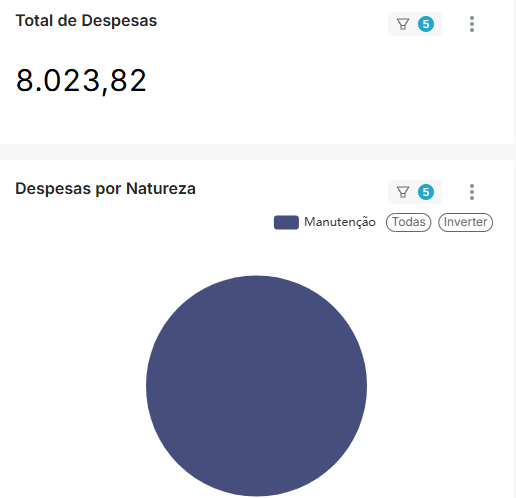 Total de Despesas
5
8.023,82
Despesas por Natureza
5
Manutenção Todas Inverter